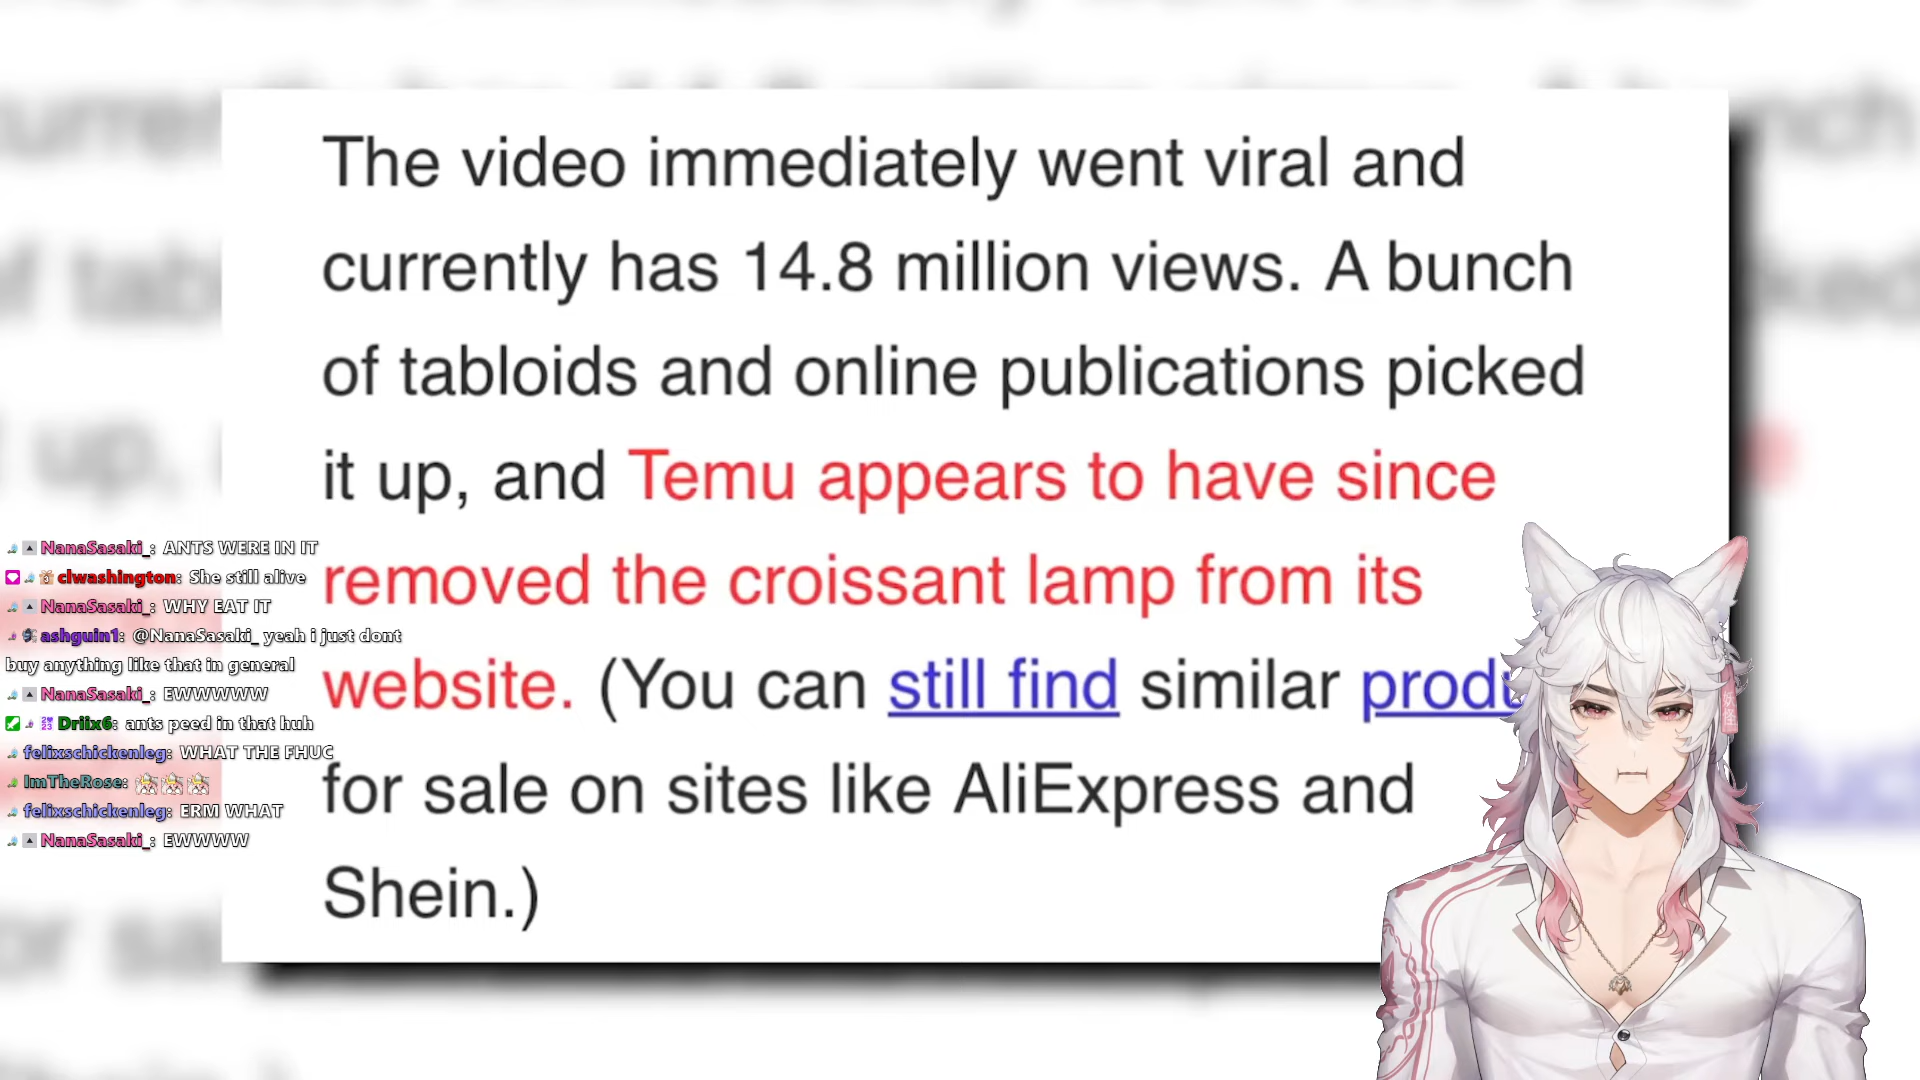 The video immediately went viral and
currently has 14.8 million views. A bunch
of tabloids and online publications picked
it up, and Temu appears to have since
removed the croissant lamp from its
website. (You can still find similar
for sale on sites like AliExpress and
Shein.)
NanaSasaki_: ANTS WERE IN IT
clwashington: She still alive
NanaSasaki_: WHY EAT IT
ashguin1: @NanaSasaki_ yeah i just dont
buy anything like that in general
NanaSasaki_: EWWWWW
Driix6: ants peed in that huh
felixschickenleg: WHAT THE FHUC
ImTheRose:
felixschickenleg: ERM WHAT
NanaSasaki_: EWWWW